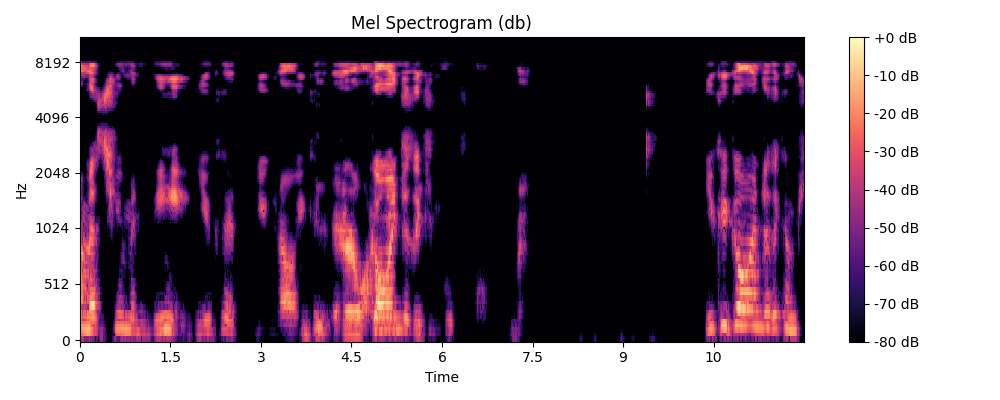 Mel Spectrogram (db)
8192
4096
2048
1024
512
0
Hz
0 1.5 3 4.5 6 7.5 9 10
Time
+0 dB
-10 dB
-20 dB
-30 dB
-40 dB
-50 dB
-60 dB
-70 dB
-80 dB